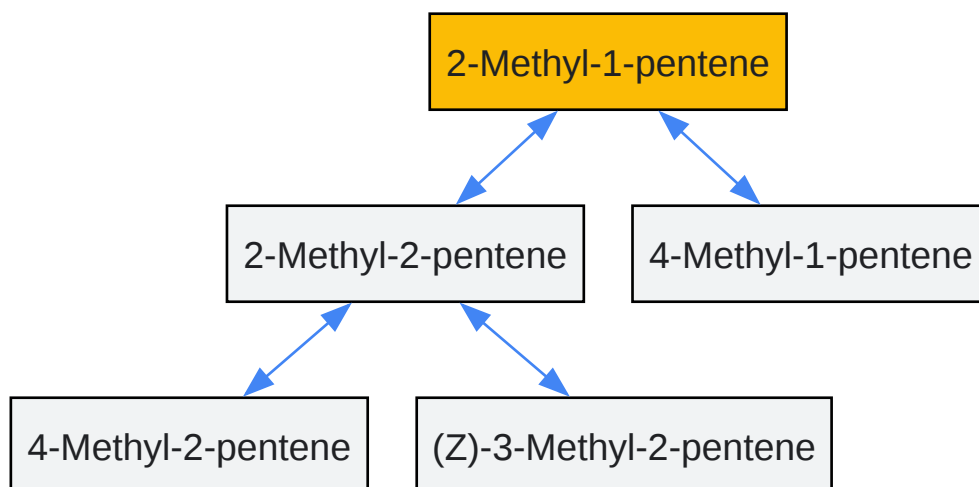 2-Methyl-1-pentene
2-Methyl-2-pentene
4-Methyl-1-pentene
4-Methyl-2-pentene
(Z)-3-Methyl-2-pentene